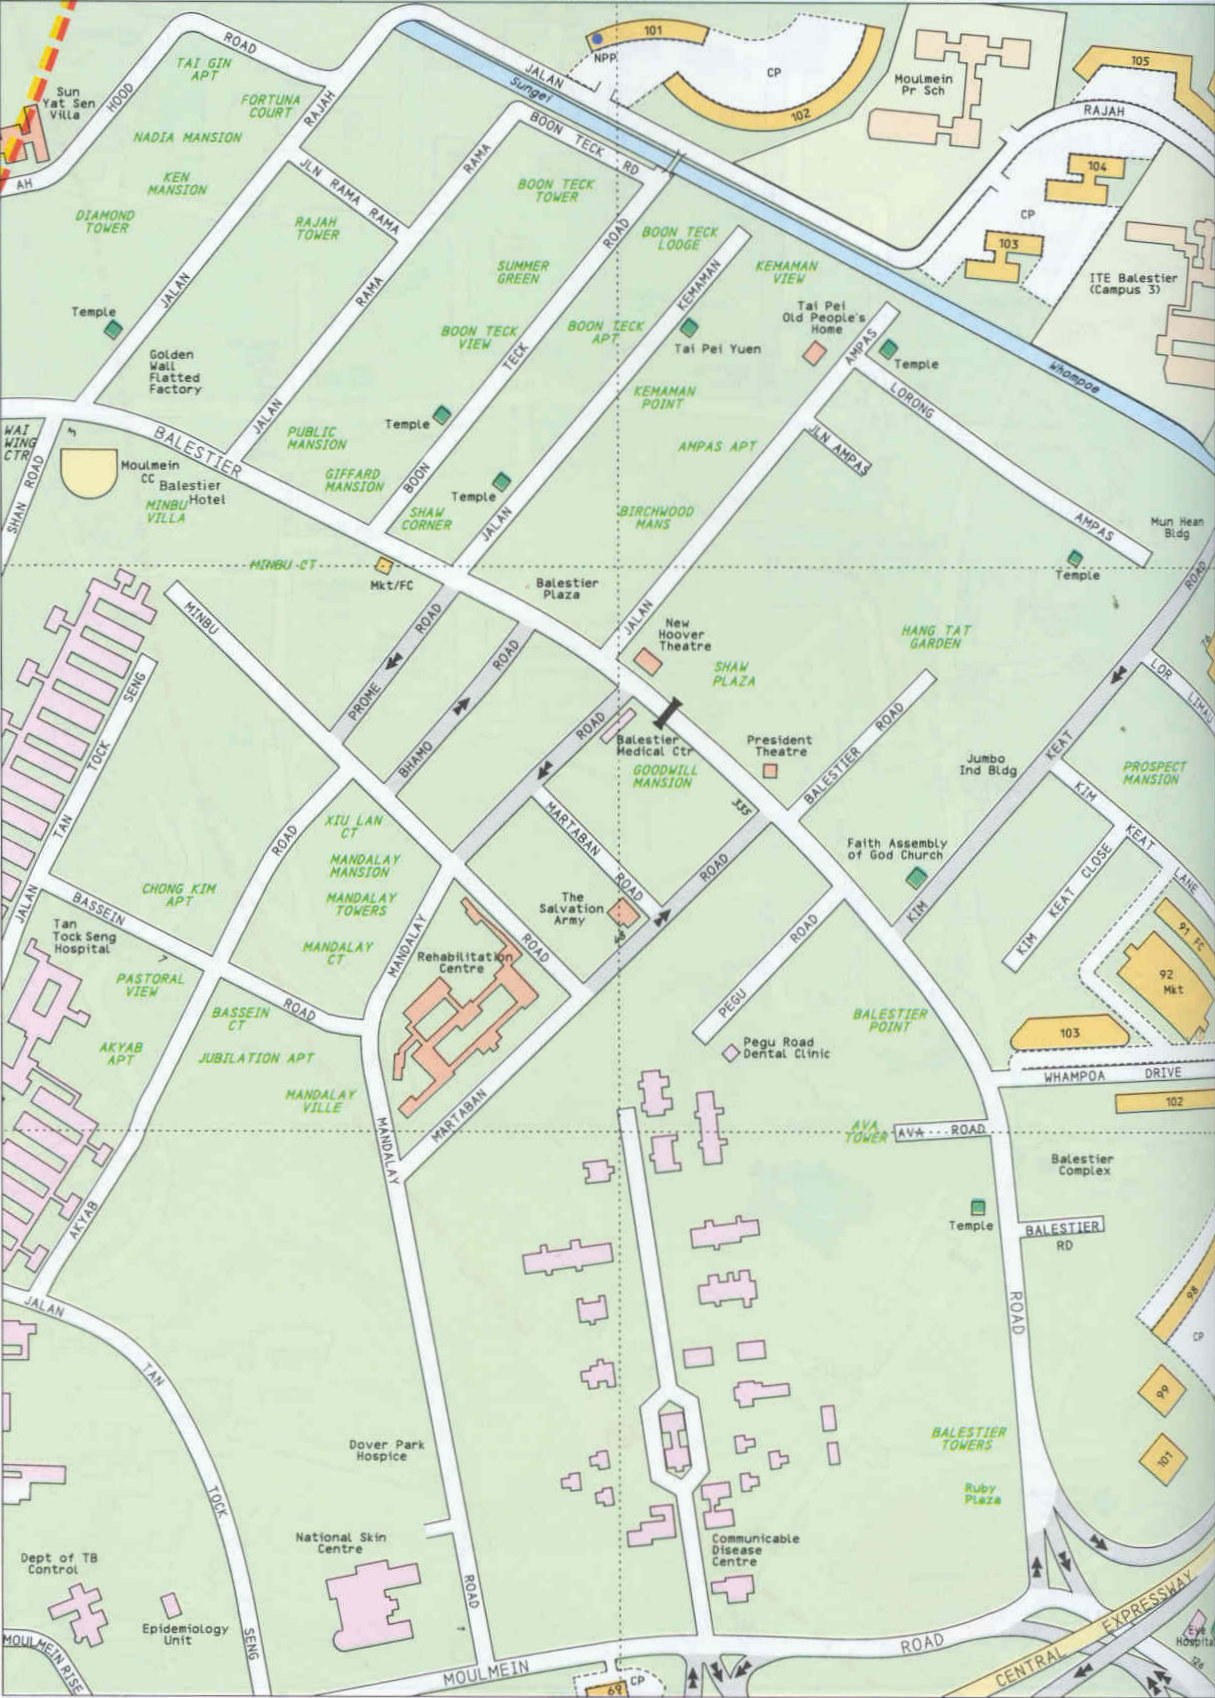 ROAD
HOOD
AH
Sun
Yat Sen
Villa
TAI GIN
APT
FORTUNA
COURT
RAJAH
NADIA MANSION
KEN
MANSION
DIAMOND
TOWER
JLN RAMA RAMA
RAJAH
TOWER
JALAN
Temple
Golden
Wall
Flatted
Factory
JALAN
Sungei
NPP
101
102
CP
Moulmein
Pr Sch
105
RAJAH
104
CP
103
ITE Balestier
(Campus 3)
BOON TECK RD
RAMA
BOON TECK
TOWER
RAMA
JALAN
SUMMER
GREEN
BOON TECK
VIEW
ROAD
TECK
BOON
BOON TECK
LODGE
BOON TECK
APT
KEMAMAN
JALAN
KEMAMAN
VIEW
Tai Pei
Old People's
Home
Tai Pei Yuen
AMPAS
Temple
LORONG
AMPAS
Whompoe
KEMAMAN
POINT
AMPAS APT
JLN AMPAS
BIRCHWOOD
MANS
Mun Hean
Bldg
Temple
WAI
WING
CTR
SHAN ROAD
BALESTIER
Moulmein
CC
Balestier
Hotel
MINBU
VILLA
PUBLIC
MANSION
GIFFARD
MANSION
Temple
Temple
SHAW
CORNER
MINBU CT
Mkt/FC
Balestier
Plaza
JALAN
New
Hoover
Theatre
SHAW
PLAZA
HANG TAT
GARDEN
ROAD
LOR LIMAU
76
KEAT
KIM
PROSPECT
MANSION
Jumbo
Ind Bldg
MINBU
ROAD
PROME
ROAD
BHAMO
ROAD
Balestier
Medical Ctr
GOODWILL
MANSION
President
Theatre
335
BALESTIER ROAD
Faith Assembly
of God Church
KIM KEAT LANE
KIM KEAT CLOSE
91 FC
92
Mkt
103
WHAMPOA DRIVE
102
JALAN TAN TOCK SENG
BASSEIN
ROAD
Tan
Tock Seng
Hospital
7
CHONG KIM
APT
PASTORAL
VIEW
AKYAB
APT
ROAD
AKYAB
XIU LAN
CT
MANDALAY
MANSION
MANDALAY
TOWERS
MANDALAY
CT
BASSEIN
CT
JUBILATION APT
MANDALAY
VILLE
MANDALAY
Rehabilitation
Centre
ROAD
MARTABAN
ROAD
The
Salvation
Army
ROAD
MARTABAN
MANDALAY
PEGU
ROAD
Pegu Road
Dental Clinic
BALESTIER
POINT
AVA
TOWER
AVA ROAD
Balestier
Complex
Temple
BALESTIER
RD
ROAD
98
CP
99
101
BALESTIER
TOWERS
Ruby
Plaza
JALAN
TAN
TOCK
SENG
Dover Park
Hospice
National Skin
Centre
ROAD
1
Dept of TB
Control
Epidemiology
Unit
MOULMEIN RISE
Communicable
Disease
Centre
MOULMEIN
ROAD
69
CP
CENTRAL EXPRESSWAY
Eye
Hospital
126